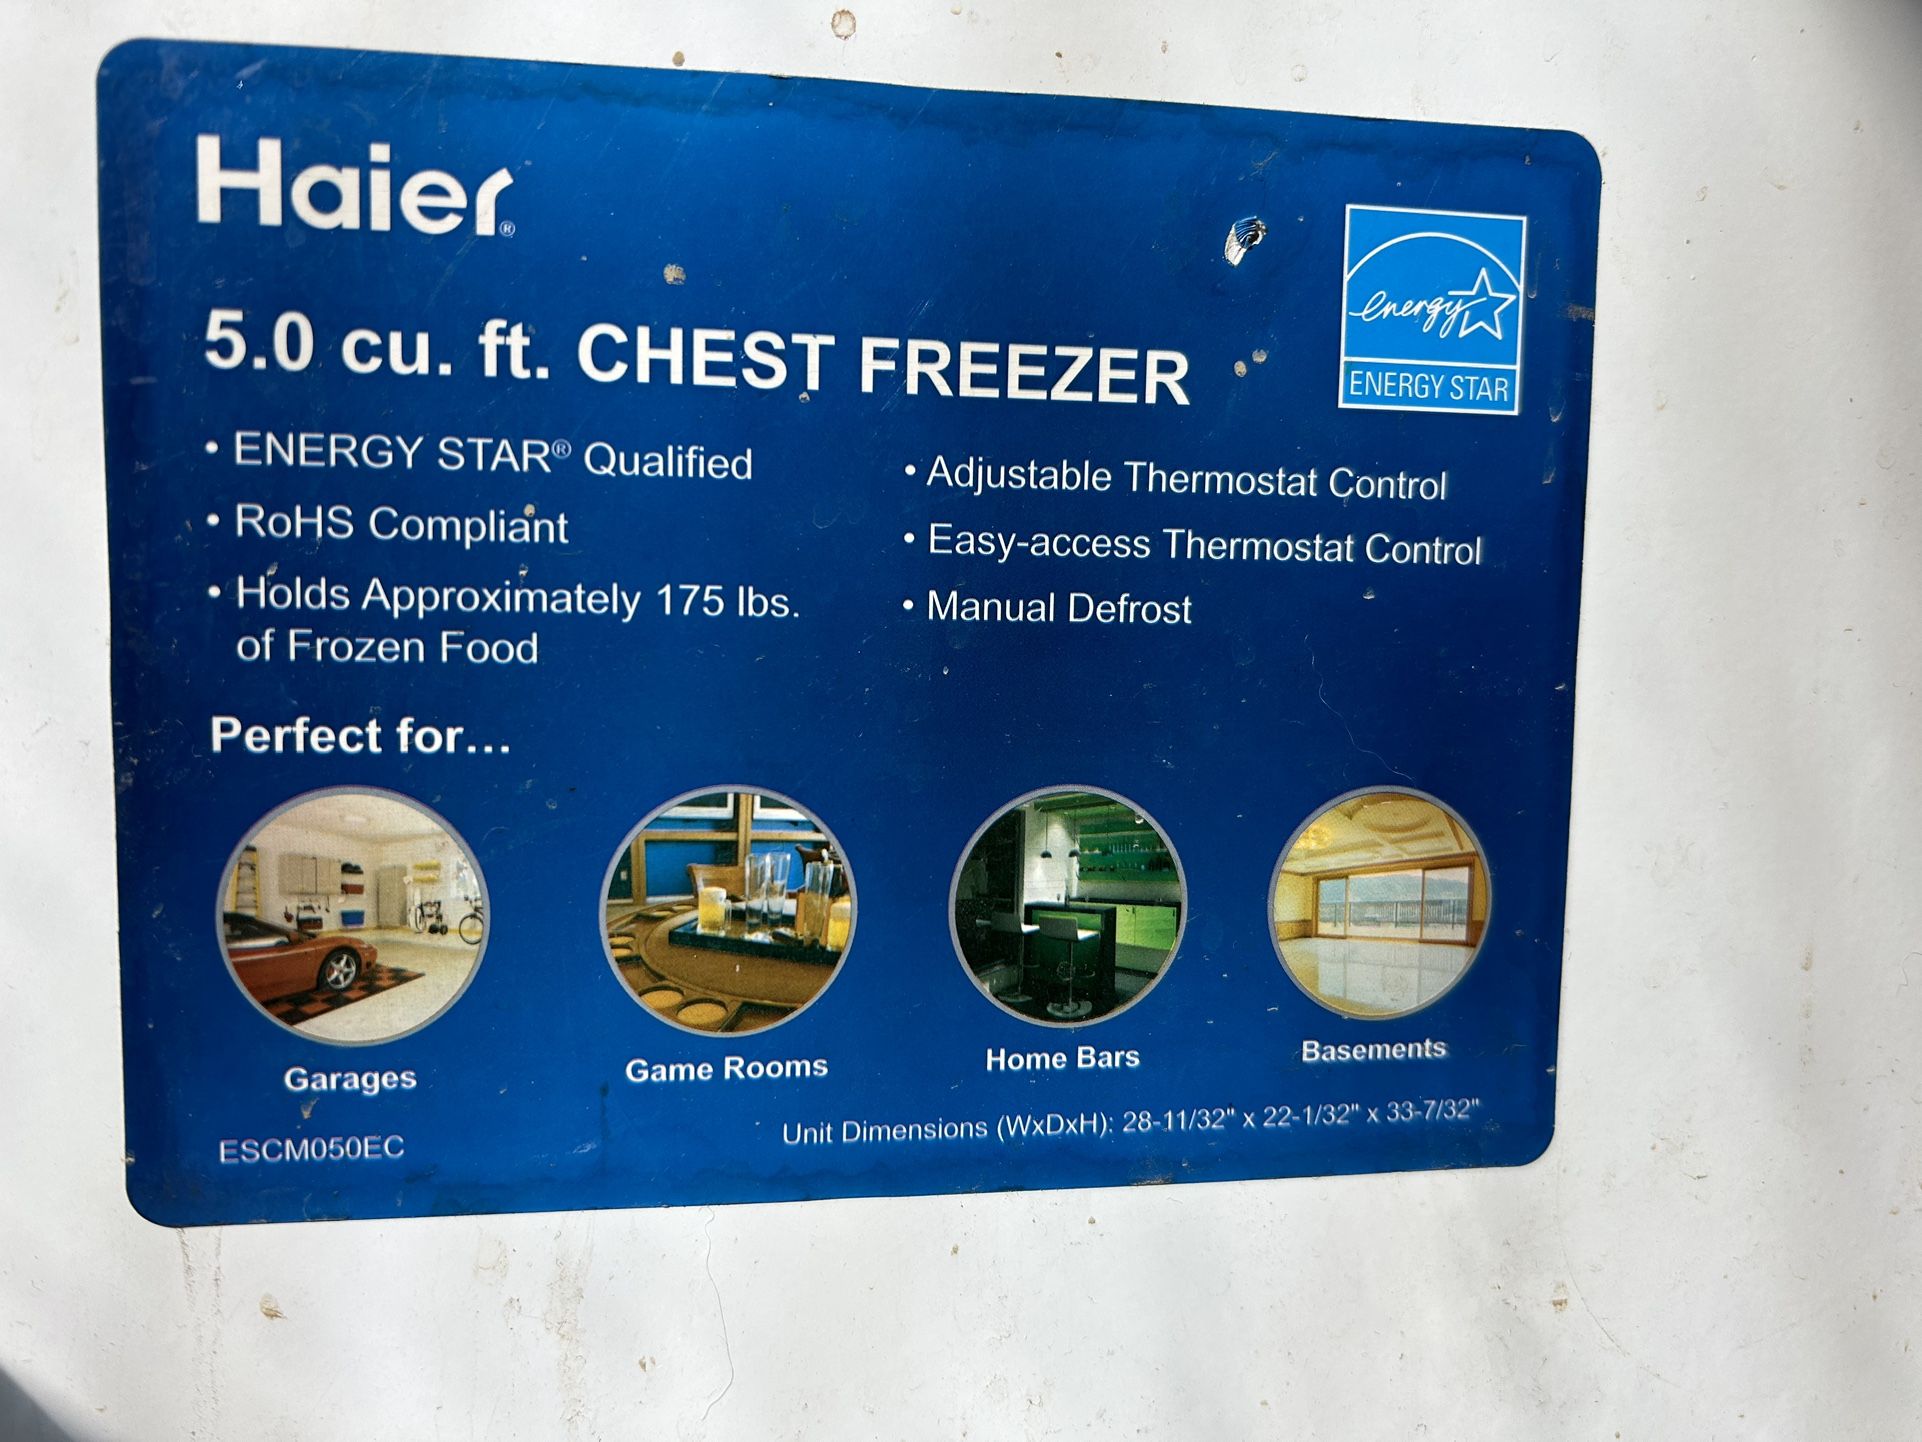 Haier®
energy
ENERGY STAR
5.0 cu. ft. CHEST FREEZER
• ENERGY STAR® Qualified
• RoHS Compliant
• Holds Approximately 175 lbs.
of Frozen Food
• Adjustable Thermostat Control
• Easy-access Thermostat Control
• Manual Defrost
Perfect for...
Garages
Game Rooms
Home Bars
Basements
ESCM050EC
Unit Dimensions (WxDxH): 28-11/32" x 22-1/32" x 33-7/32"